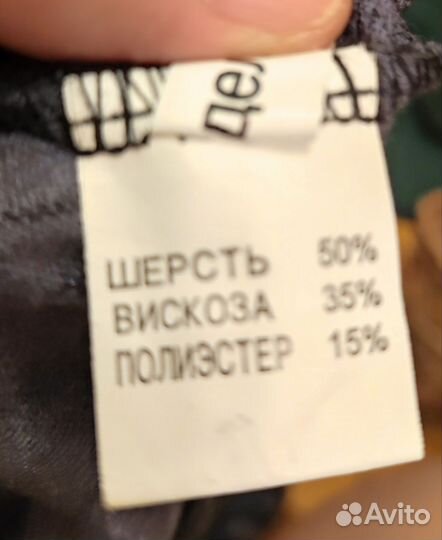 ШЕРСТЬ 50%
ВИСКОЗА 35%
ПОЛИЭСТЕР 15%
Avito